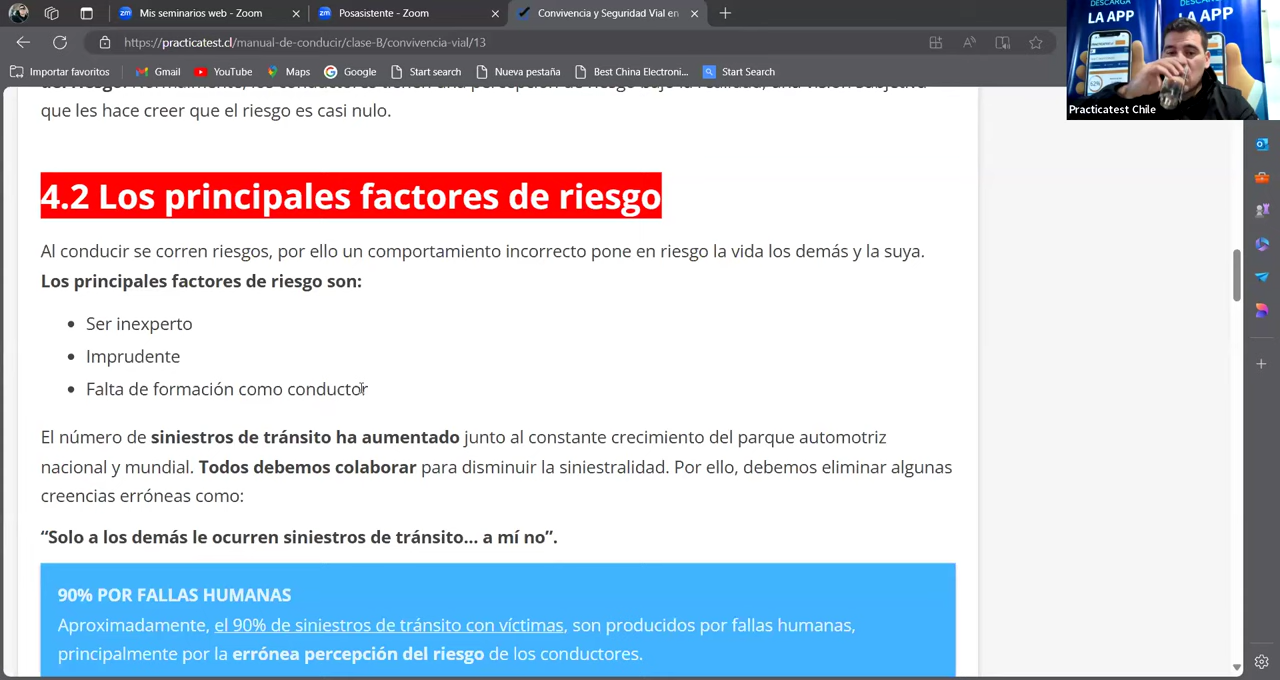 Mis seminarios web - Zoom
Posasistente - Zoom
Convivencia y Seguridad Vial en
https://practicatest.cl/manual-de-conducir/clase-B/convivencia-vial/13
Importar favoritos
Gmail
YouTube
Maps
Google
Start search
Nueva pestaña
Best China Electroni...
Start Search
DESCARGA
LA APP
DESCARGA
LA APP
Practicatest Chile
que les hace creer que el riesgo es casi nulo.
4.2 Los principales factores de riesgo
Al conducir se corren riesgos, por ello un comportamiento incorrecto pone en riesgo la vida los demás y la suya.
Los principales factores de riesgo son:
• Ser inexperto
• Imprudente
• Falta de formación como conductor
El número de siniestros de tránsito ha aumentado junto al constante crecimiento del parque automotriz
nacional y mundial. Todos debemos colaborar para disminuir la siniestralidad. Por ello, debemos eliminar algunas
creencias erróneas como:
“Solo a los demás le ocurren siniestros de tránsito... a mí no”.
90% POR FALLAS HUMANAS
Aproximadamente, el 90% de siniestros de tránsito con víctimas, son producidos por fallas humanas,
principalmente por la errónea percepción del riesgo de los conductores.